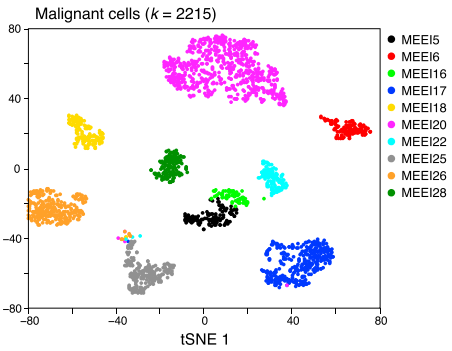 Malignant cells (k = 2215)
80
40
0
−40
−80
−80
−40
0
40
80
tSNE 1
MEEI5
MEEI6
MEEI16
MEEI17
MEEI18
MEEI20
MEEI22
MEEI25
MEEI26
MEEI28